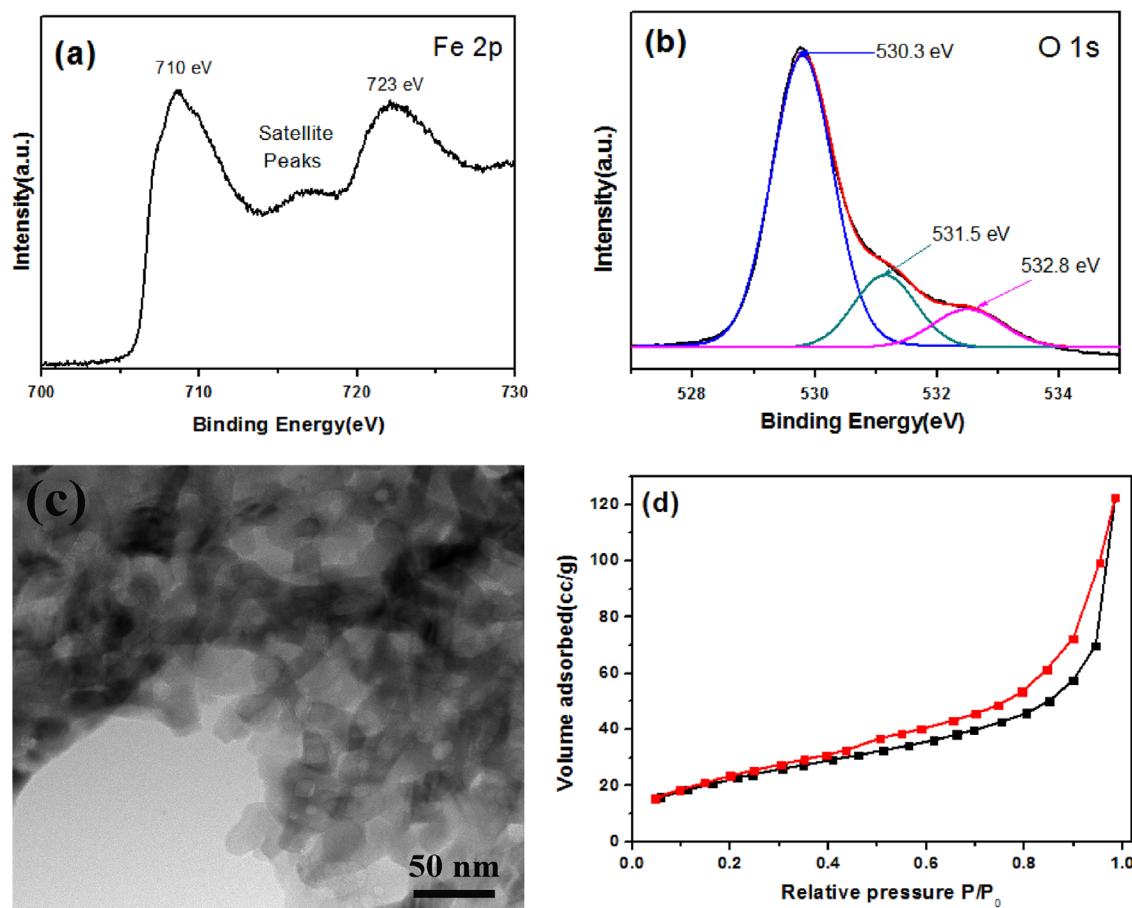 (a)
Fe 2p
710 eV
723 eV
Satellite
Peaks
Intensity(a.u.)
700
710
720
730
Binding Energy(eV)
(b)
O 1s
530.3 eV
531.5 eV
532.8 eV
Intensity(a.u.)
528
530
532
534
Binding Energy(eV)
(c)
50 nm
(d)
Volume adsorbed(cc/g)
120
100
80
60
40
20
0
0.0
0.2
0.4
0.6
0.8
1.0
Relative pressure P/P₀